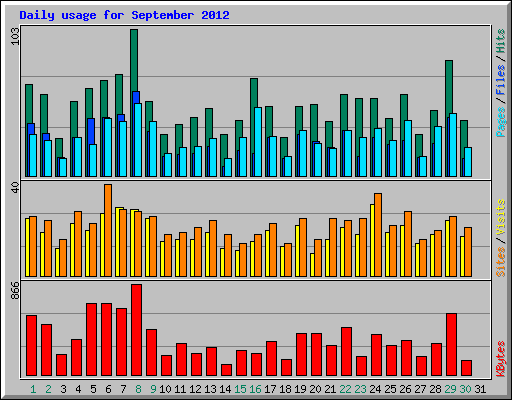 Daily usage for September 2012
103
Pages / Files / Hits
40
Sites / Visits
866
KBytes
1 2 3 4 5 6 7 8 9 10 11 12 13 14 15 16 17 18 19 20 21 22 23 24 25 26 27 28 29 30 31